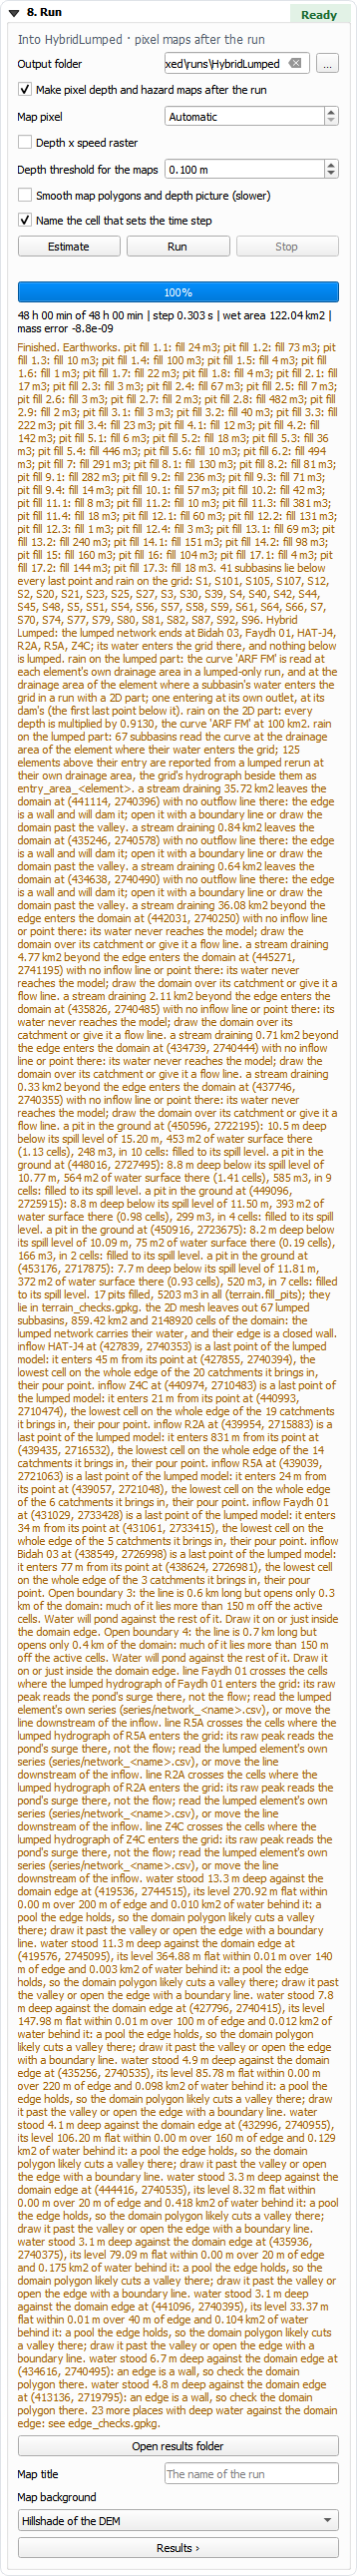 8. Run
Ready
Into HybridLumped · pixel maps after the run
Output folder
xed\runs\HybridLumped
...
Make pixel depth and hazard maps after the run
Map pixel
Automatic
Depth x speed raster
Depth threshold for the maps
0.100 m
Smooth map polygons and depth picture (slower)
Name the cell that sets the time step
Estimate
Run
Stop
100%
48 h 00 min of 48 h 00 min | step 0.303 s | wet area 122.04 km2 |
mass error -8.8e-09
Finished. Earthworks. pit fill 1.1: fill 24 m3; pit fill 1.2: fill 73 m3; pit
fill 1.3: fill 10 m3; pit fill 1.4: fill 100 m3; pit fill 1.5: fill 4 m3; pit fill
1.6: fill 1 m3; pit fill 1.7: fill 22 m3; pit fill 1.8: fill 4 m3; pit fill 2.1: fill
17 m3; pit fill 2.3: fill 3 m3; pit fill 2.4: fill 67 m3; pit fill 2.5: fill 7 m3;
pit fill 2.6: fill 3 m3; pit fill 2.7: fill 2 m3; pit fill 2.8: fill 482 m3; pit fill
2.9: fill 2 m3; pit fill 3.1: fill 3 m3; pit fill 3.2: fill 40 m3; pit fill 3.3: fill
222 m3; pit fill 3.4: fill 23 m3; pit fill 4.1: fill 12 m3; pit fill 4.2: fill
142 m3; pit fill 5.1: fill 6 m3; pit fill 5.2: fill 18 m3; pit fill 5.3: fill 36
m3; pit fill 5.4: fill 446 m3; pit fill 5.6: fill 10 m3; pit fill 6.2: fill 494
m3; pit fill 7: fill 291 m3; pit fill 8.1: fill 130 m3; pit fill 8.2: fill 81 m3;
pit fill 9.1: fill 282 m3; pit fill 9.2: fill 236 m3; pit fill 9.3: fill 71 m3;
pit fill 9.4: fill 14 m3; pit fill 10.1: fill 57 m3; pit fill 10.2: fill 42 m3;
pit fill 11.1: fill 8 m3; pit fill 11.2: fill 10 m3; pit fill 11.3: fill 381 m3;
pit fill 11.4: fill 18 m3; pit fill 12.1: fill 60 m3; pit fill 12.2: fill 131 m3;
pit fill 12.3: fill 1 m3; pit fill 12.4: fill 3 m3; pit fill 13.1: fill 69 m3; pit
fill 13.2: fill 240 m3; pit fill 14.1: fill 151 m3; pit fill 14.2: fill 98 m3;
pit fill 15: fill 160 m3; pit fill 16: fill 104 m3; pit fill 17.1: fill 4 m3; pit
fill 17.2: fill 144 m3; pit fill 17.3: fill 18 m3. 41 subbasins lie below
every last point and rain on the grid: S1, S101, S105, S107, S12,
S2, S20, S21, S23, S25, S27, S3, S30, S39, S4, S40, S42, S44,
S45, S48, S5, S51, S54, S56, S57, S58, S59, S61, S64, S66, S7,
S70, S74, S77, S79, S80, S81, S82, S87, S92, S96. Hybrid
Lumped: the lumped network ends at Bidah 03, Faydh 01, HAT-J4,
R2A, R5A, Z4C; its water enters the grid there, and nothing below
is lumped. rain on the lumped part: the curve 'ARF FM' is read at
each element's own drainage area in a lumped-only run, and at the
drainage area of the element where a subbasin's water enters the
grid in a run with a 2D part; one entering at its own outlet, at its
dam's (the first last point below it). rain on the 2D part: every
depth is multiplied by 0.9130, the curve 'ARF FM' at 100 km2. rain
on the lumped part: 67 subbasins read the curve at the drainage
area of the element where their water enters the grid; 125
elements above their entry are reported from a lumped rerun at
their own drainage area, the grid's hydrograph beside them as
entry_area_<element>. a stream draining 35.72 km2 leaves the
domain at (441114, 2740396) with no outflow line there: the edge
is a wall and will dam it; open it with a boundary line or draw the
domain past the valley. a stream draining 0.84 km2 leaves the
domain at (435246, 2740578) with no outflow line there: the edge
is a wall and will dam it; open it with a boundary line or draw the
domain past the valley. a stream draining 0.64 km2 leaves the
domain at (434638, 2740490) with no outflow line there: the edge
is a wall and will dam it; open it with a boundary line or draw the
domain past the valley. a stream draining 36.08 km2 beyond the
edge enters the domain at (442031, 2740250) with no inflow line
or point there: its water never reaches the model; draw the
domain over its catchment or give it a flow line. a stream draining
4.77 km2 beyond the edge enters the domain at (445271,
2741195) with no inflow line or point there: its water never
reaches the model; draw the domain over its catchment or give it a
flow line. a stream draining 2.11 km2 beyond the edge enters the
domain at (435826, 2740485) with no inflow line or point there: its
water never reaches the model; draw the domain over its
catchment or give it a flow line. a stream draining 0.71 km2 beyond
the edge enters the domain at (434739, 2740444) with no inflow
line or point there: its water never reaches the model; draw the
domain over its catchment or give it a flow line. a stream draining
0.33 km2 beyond the edge enters the domain at (437746,
2740355) with no inflow line or point there: its water never
reaches the model; draw the domain over its catchment or give it a
flow line. a pit in the ground at (450596, 2722195): 10.5 m deep
below its spill level of 15.20 m, 453 m2 of water surface there
(1.13 cells), 248 m3, in 10 cells: filled to its spill level. a pit in the
ground at (448016, 2727495): 8.8 m deep below its spill level of
10.77 m, 564 m2 of water surface there (1.41 cells), 585 m3, in 9
cells: filled to its spill level. a pit in the ground at (449096,
2725915): 8.8 m deep below its spill level of 11.50 m, 393 m2 of
water surface there (0.98 cells), 299 m3, in 4 cells: filled to its spill
level. a pit in the ground at (450916, 2723675): 8.2 m deep below
its spill level of 10.09 m, 75 m2 of water surface there (0.19 cells),
166 m3, in 2 cells: filled to its spill level. a pit in the ground at
(453176, 2717875): 7.7 m deep below its spill level of 11.81 m,
372 m2 of water surface there (0.93 cells), 520 m3, in 7 cells: filled
to its spill level. 17 pits filled, 5203 m3 in all (terrain.fill_pits); they
lie in terrain_checks.gpkg. the 2D mesh leaves out 67 lumped
subbasins, 859.42 km2 and 2148920 cells of the domain: the
lumped network carries their water, and their edge is a closed wall.
inflow HAT-J4 at (427839, 2740353) is a last point of the lumped
model: it enters 45 m from its point at (427855, 2740394), the
lowest cell on the whole edge of the 20 catchments it brings in,
their pour point. inflow Z4C at (440974, 2710483) is a last point of
the lumped model: it enters 21 m from its point at (440993,
2710474), the lowest cell on the whole edge of the 19 catchments
it brings in, their pour point. inflow R2A at (439954, 2715883) is a
last point of the lumped model: it enters 831 m from its point at
(439435, 2716532), the lowest cell on the whole edge of the 14
catchments it brings in, their pour point. inflow R5A at (439039,
2721063) is a last point of the lumped model: it enters 24 m from
its point at (439057, 2721048), the lowest cell on the whole edge
of the 6 catchments it brings in, their pour point. inflow Faydh 01
at (431029, 2733428) is a last point of the lumped model: it enters
34 m from its point at (431061, 2733415), the lowest cell on the
whole edge of the 5 catchments it brings in, their pour point. inflow
Bidah 03 at (438549, 2726998) is a last point of the lumped model:
it enters 77 m from its point at (438624, 2726981), the lowest cell
on the whole edge of the 3 catchments it brings in, their pour
point. Open boundary 3: the line is 0.6 km long but opens only 0.3
km of the domain: much of it lies more than 150 m off the active
cells. Water will pond against the rest of it. Draw it on or just inside
the domain edge. Open boundary 4: the line is 0.7 km long but
opens only 0.4 km of the domain: much of it lies more than 150 m
off the active cells. Water will pond against the rest of it. Draw it
on or just inside the domain edge. line Faydh 01 crosses the cells
where the lumped hydrograph of Faydh 01 enters the grid: its raw
peak reads the pond's surge there, not the flow; read the lumped
element's own series (series/network_<name>.csv), or move the
line downstream of the inflow. line R5A crosses the cells where the
lumped hydrograph of R5A enters the grid: its raw peak reads the
pond's surge there, not the flow; read the lumped element's own
series (series/network_<name>.csv), or move the line
downstream of the inflow. line R2A crosses the cells where the
lumped hydrograph of R2A enters the grid: its raw peak reads the
pond's surge there, not the flow; read the lumped element's own
series (series/network_<name>.csv), or move the line
downstream of the inflow. line Z4C crosses the cells where the
lumped hydrograph of Z4C enters the grid: its raw peak reads the
pond's surge there, not the flow; read the lumped element's own
series (series/network_<name>.csv), or move the line
downstream of the inflow. water stood 13.3 m deep against the
domain edge at (419536, 2744515), its level 270.92 m flat within
0.00 m over 200 m of edge and 0.010 km2 of water behind it: a
pool the edge holds, so the domain polygon likely cuts a valley
there; draw it past the valley or open the edge with a boundary
line. water stood 11.3 m deep against the domain edge at
(419576, 2745095), its level 364.88 m flat within 0.01 m over 140
m of edge and 0.003 km2 of water behind it: a pool the edge
holds, so the domain polygon likely cuts a valley there; draw it past
the valley or open the edge with a boundary line. water stood 7.8
m deep against the domain edge at (427796, 2740415), its level
147.98 m flat within 0.01 m over 100 m of edge and 0.012 km2 of
water behind it: a pool the edge holds, so the domain polygon
likely cuts a valley there; draw it past the valley or open the edge
with a boundary line. water stood 4.9 m deep against the domain
edge at (435256, 2740535), its level 85.78 m flat within 0.00 m
over 220 m of edge and 0.098 km2 of water behind it: a pool the
edge holds, so the domain polygon likely cuts a valley there; draw
it past the valley or open the edge with a boundary line. water
stood 4.1 m deep against the domain edge at (432996, 2740955),
its level 106.20 m flat within 0.00 m over 160 m of edge and 0.129
km2 of water behind it: a pool the edge holds, so the domain
polygon likely cuts a valley there; draw it past the valley or open
the edge with a boundary line. water stood 3.3 m deep against the
domain edge at (444416, 2740535), its level 8.32 m flat within
0.00 m over 20 m of edge and 0.418 km2 of water behind it: a pool
the edge holds, so the domain polygon likely cuts a valley there;
draw it past the valley or open the edge with a boundary line.
water stood 3.1 m deep against the domain edge at (435936,
2740375), its level 79.09 m flat within 0.00 m over 20 m of edge
and 0.175 km2 of water behind it: a pool the edge holds, so the
domain polygon likely cuts a valley there; draw it past the valley or
open the edge with a boundary line. water stood 3.1 m deep
against the domain edge at (441096, 2740395), its level 33.37 m
flat within 0.01 m over 40 m of edge and 0.104 km2 of water
behind it: a pool the edge holds, so the domain polygon likely cuts
a valley there; draw it past the valley or open the edge with a
boundary line. water stood 6.7 m deep against the domain edge at
(434616, 2740495): an edge is a wall, so check the domain
polygon there. water stood 4.8 m deep against the domain edge at
(413136, 2719795): an edge is a wall, so check the domain
polygon there. 23 more places with deep water against the domain
edge: see edge_checks.gpkg.
Open results folder
Map title
The name of the run
Map background
Hillshade of the DEM
Results ›